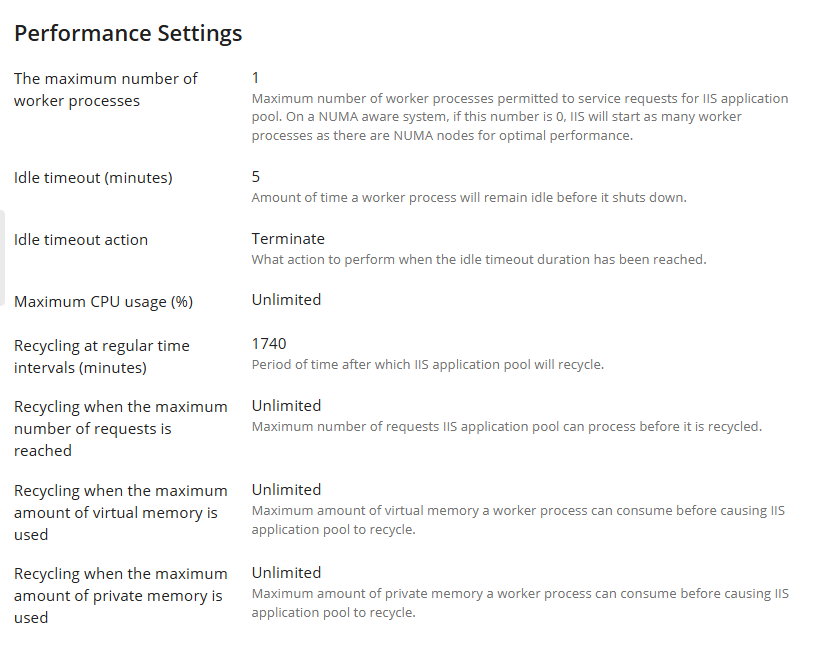 Performance Settings
The maximum number of
worker processes
1
Maximum number of worker processes permitted to service requests for IIS application
pool. On a NUMA aware system, if this number is 0, IIS will start as many worker
processes as there are NUMA nodes for optimal performance.
Idle timeout (minutes)
5
Amount of time a worker process will remain idle before it shuts down.
Idle timeout action
Terminate
What action to perform when the idle timeout duration has been reached.
Maximum CPU usage (%)
Unlimited
Recycling at regular time
intervals (minutes)
1740
Period of time after which IIS application pool will recycle.
Recycling when the maximum
number of requests is
reached
Unlimited
Maximum number of requests IIS application pool can process before it is recycled.
Recycling when the maximum
amount of virtual memory is
used
Unlimited
Maximum amount of virtual memory a worker process can consume before causing IIS
application pool to recycle.
Recycling when the maximum
amount of private memory is
used
Unlimited
Maximum amount of private memory a worker process can consume before causing IIS
application pool to recycle.